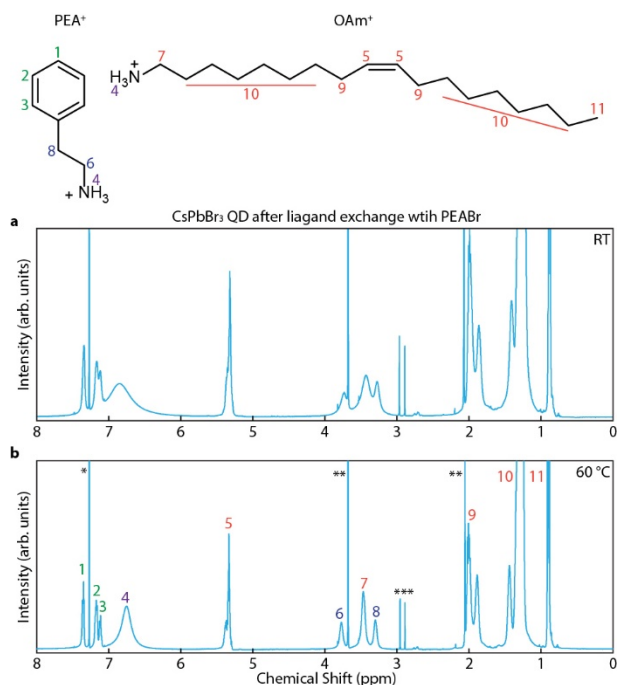 PEA⁺
OAm⁺
1
2
3
8
6
4
+ NH₃
+
H₃N
4
7
10
9
5 5
9
10
11
a
CsPbBr₃ QD after liagand exchange wtih PEABr
RT
Intensity (arb. units)
8 7 6 5 4 3 2 1 0
b
60 °C
Intensity (arb. units)
* ** ** ***
1 2 3 4 5 6 7 8 9 10 11
8 7 6 5 4 3 2 1 0
Chemical Shift (ppm)